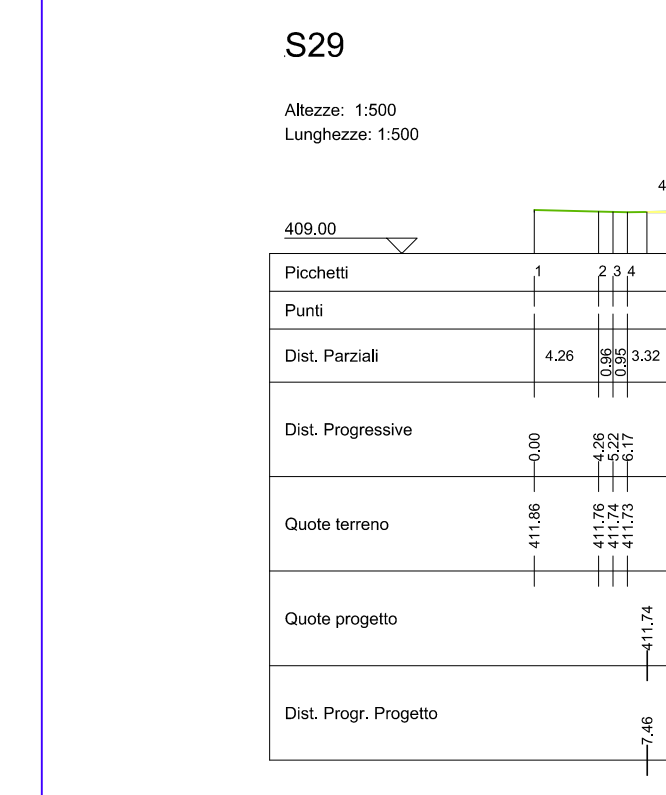 S29
Altezze: 1:500
Lunghezze: 1:500
4
409.00
Picchetti 1 2 3 4
Punti
Dist. Parziali 4.26 0.96 0.95 3.32
Dist. Progressive 0.00 4.26 5.22 6.17
Quote terreno 411.86 411.76 411.74 411.73
Quote progetto 411.74
Dist. Progr. Progetto 7.46